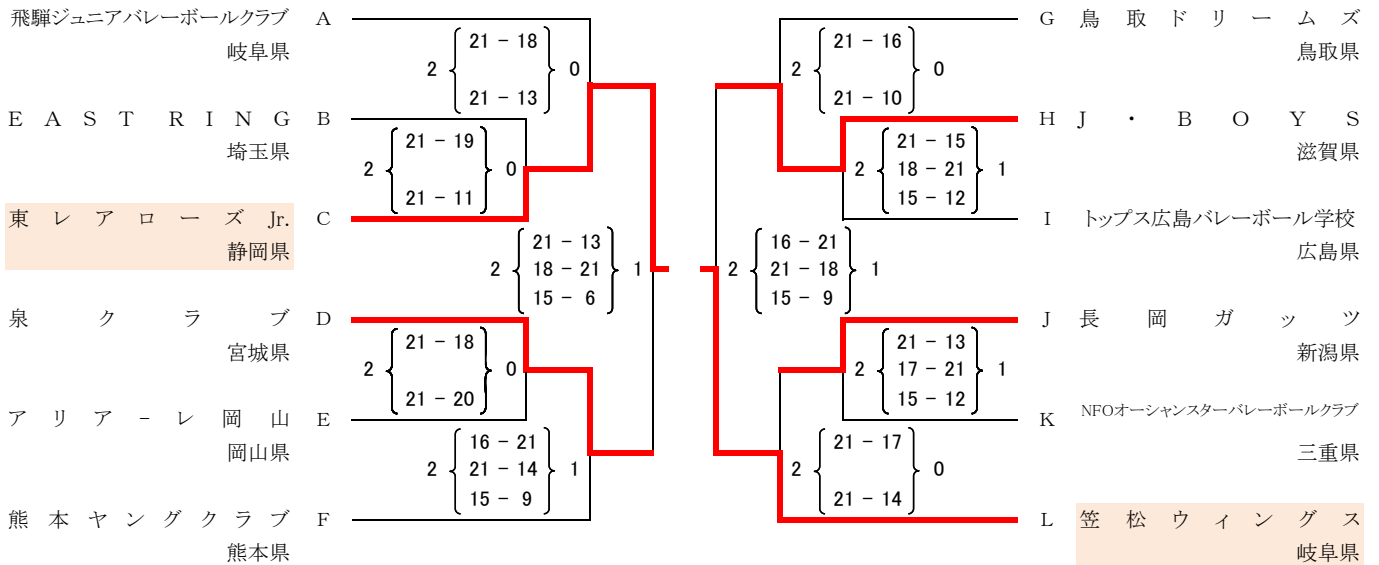 飛騨ジュニアバレーボールクラブ A
岐阜県
2 21 - 18 0
21 - 13
EAST RING B
埼玉県
2 21 - 19 0
21 - 11
東レアローズ Jr. C
静岡県
2 21 - 13 1
18 - 21
15 - 6
泉クラブ D
宮城県
2 21 - 18 0
21 - 20
アリア-レ岡山 E
岡山県
2 16 - 21 1
21 - 14
15 - 9
熊本ヤングクラブ F
熊本県
G 鳥取ドリームズ
鳥取県
2 21 - 16 0
21 - 10
H J・BOYS
滋賀県
2 21 - 15 1
18 - 21
15 - 12
I トップス広島バレーボール学校
広島県
2 16 - 21 1
21 - 18
15 - 9
J 長岡ガッツ
新潟県
2 21 - 13 1
17 - 21
15 - 12
K NFOオーシャンスターバレーボールクラブ
三重県
2 21 - 17 0
21 - 14
L 笠松ウィングス
岐阜県